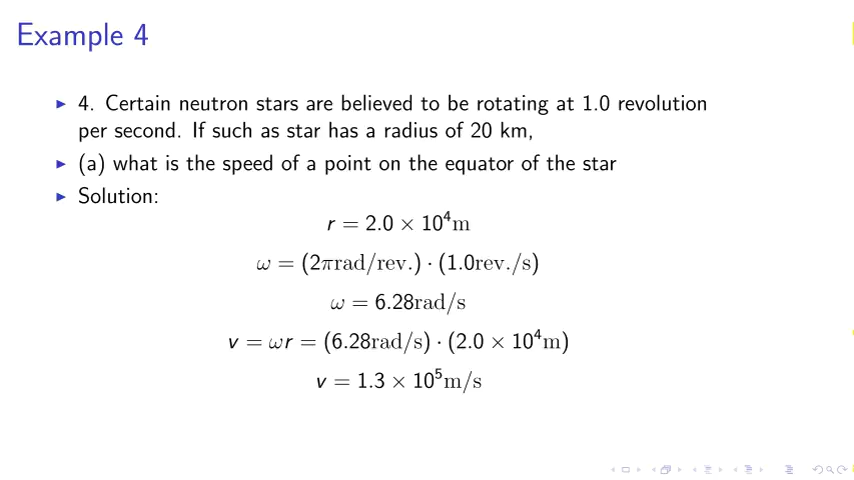 Example 4
▶ 4. Certain neutron stars are believed to be rotating at 1.0 revolution
per second. If such as star has a radius of 20 km,
▶ (a) what is the speed of a point on the equator of the star
▶ Solution:
r = 2.0 × 10⁴m
ω = (2πrad/rev.) · (1.0rev./s)
ω = 6.28rad/s
v = ωr = (6.28rad/s) · (2.0 × 10⁴m)
v = 1.3 × 10⁵m/s